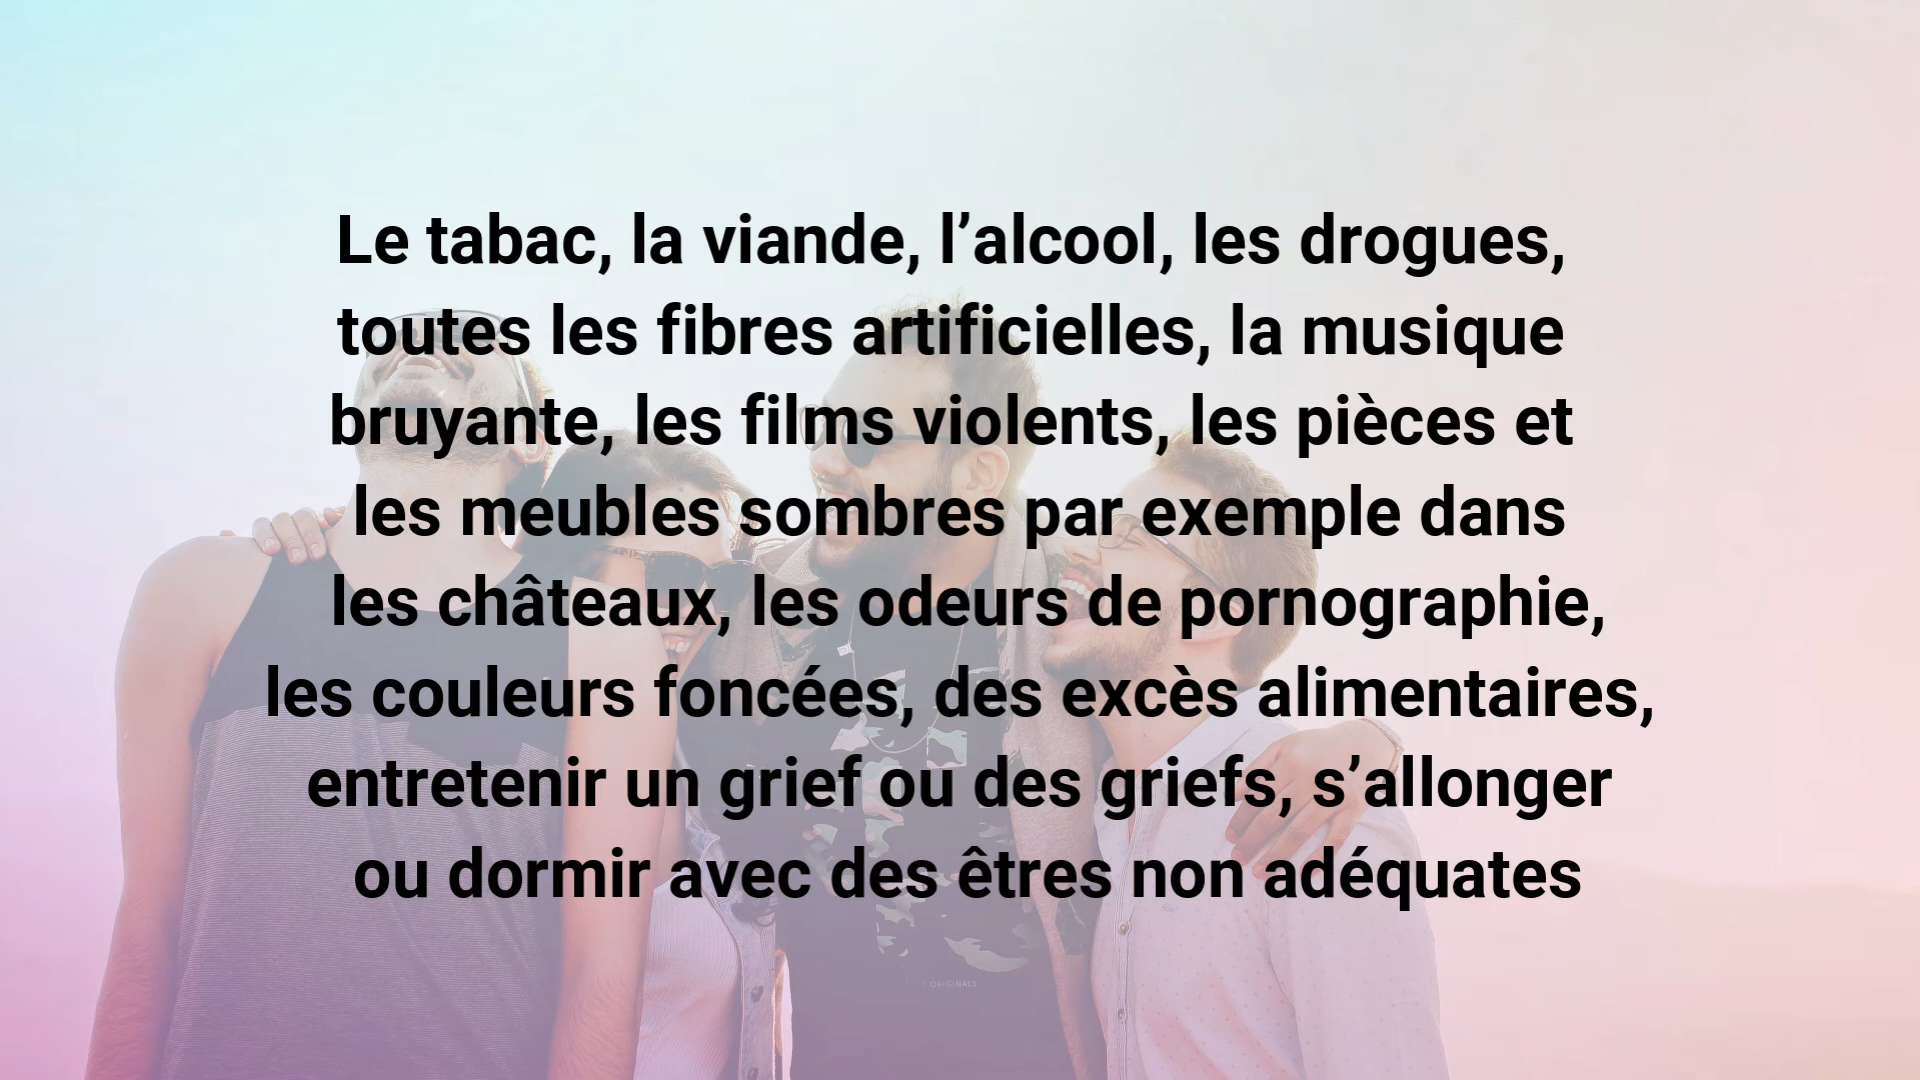 Le tabac, la viande, l’alcool, les drogues,
toutes les fibres artificielles, la musique
bruyante, les films violents, les pièces et
les meubles sombres par exemple dans
les châteaux, les odeurs de pornographie,
les couleurs foncées, des excès alimentaires,
entretenir un grief ou des griefs, s’allonger
ou dormir avec des êtres non adéquates
ORIGINALS